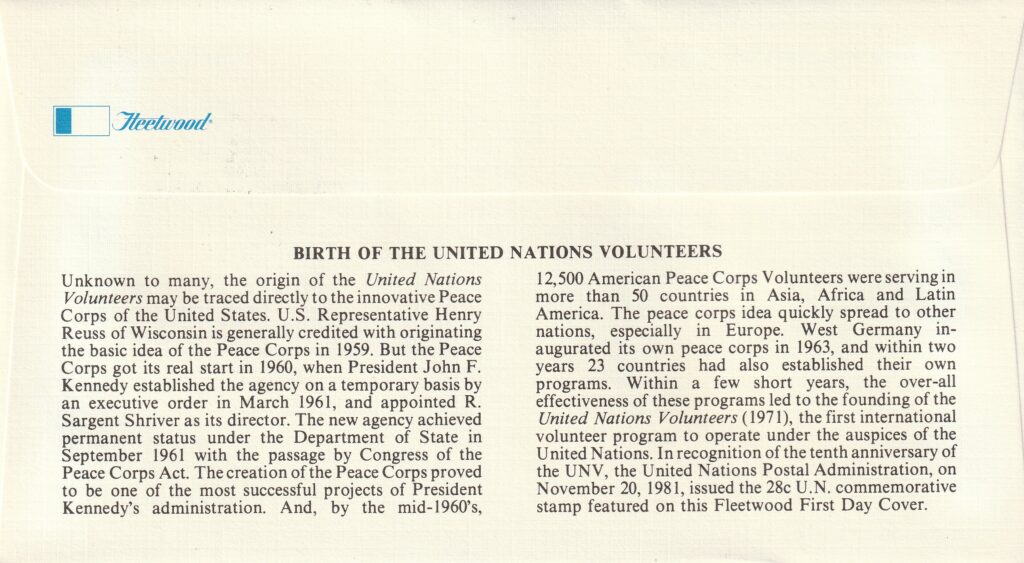 Fleetwood®
BIRTH OF THE UNITED NATIONS VOLUNTEERS
Unknown to many, the origin of the United Nations
Volunteers may be traced directly to the innovative Peace
Corps of the United States. U.S. Representative Henry
Reuss of Wisconsin is generally credited with originating
the basic idea of the Peace Corps in 1959. But the Peace
Corps got its real start in 1960, when President John F.
Kennedy established the agency on a temporary basis by
an executive order in March 1961, and appointed R.
Sargent Shriver as its director. The new agency achieved
permanent status under the Department of State in
September 1961 with the passage by Congress of the
Peace Corps Act. The creation of the Peace Corps proved
to be one of the most successful projects of President
Kennedy's administration. And, by the mid-1960's,
12,500 American Peace Corps Volunteers were serving in
more than 50 countries in Asia, Africa and Latin
America. The peace corps idea quickly spread to other
nations, especially in Europe. West Germany in-
augurated its own peace corps in 1963, and within two
years 23 countries had also established their own
programs. Within a few short years, the over-all
effectiveness of these programs led to the founding of the
United Nations Volunteers (1971), the first international
volunteer program to operate under the auspices of the
United Nations. In recognition of the tenth anniversary of
the UNV, the United Nations Postal Administration, on
November 20, 1981, issued the 28c U.N. commemorative
stamp featured on this Fleetwood First Day Cover.